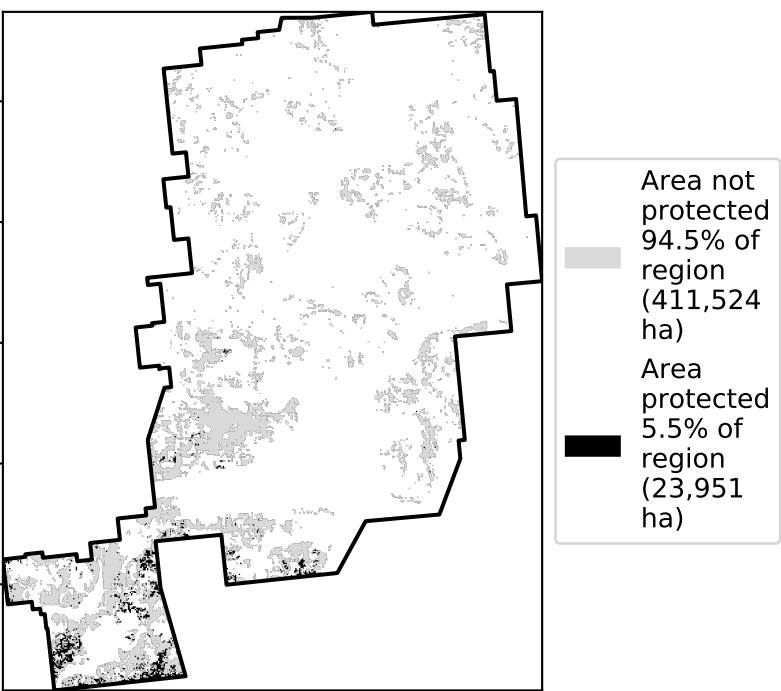 Area not
protected
94.5% of
region
(411,524
ha)
Area
protected
5.5% of
region
(23,951
ha)